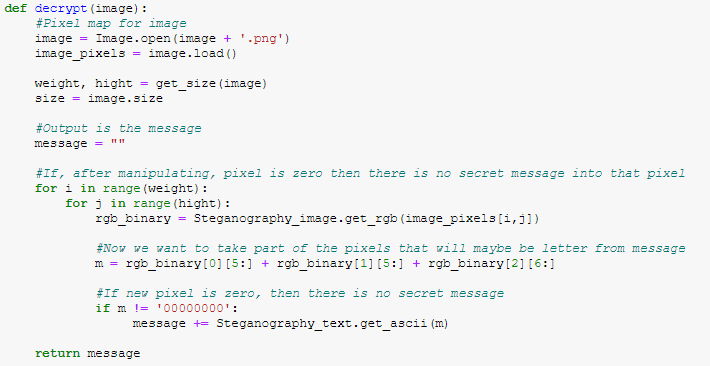 def decrypt(image):
    #Pixel map for image
    image = Image.open(image + '.png')
    image_pixels = image.load()

    weight, hight = get_size(image)
    size = image.size

    #Output is the message
    message = ""

    #If, after manipulating, pixel is zero then there is no secret message into that pixel
    for i in range(weight):
        for j in range(hight):
            rgb_binary = Steganography_image.get_rgb(image_pixels[i,j])

            #Now we want to take part of the pixels that will maybe be letter from message
            m = rgb_binary[0][5:] + rgb_binary[1][5:] + rgb_binary[2][6:]

            #If new pixel is zero, then there is no secret message
            if m != '00000000':
                 message += Steganography_text.get_ascii(m)

    return message